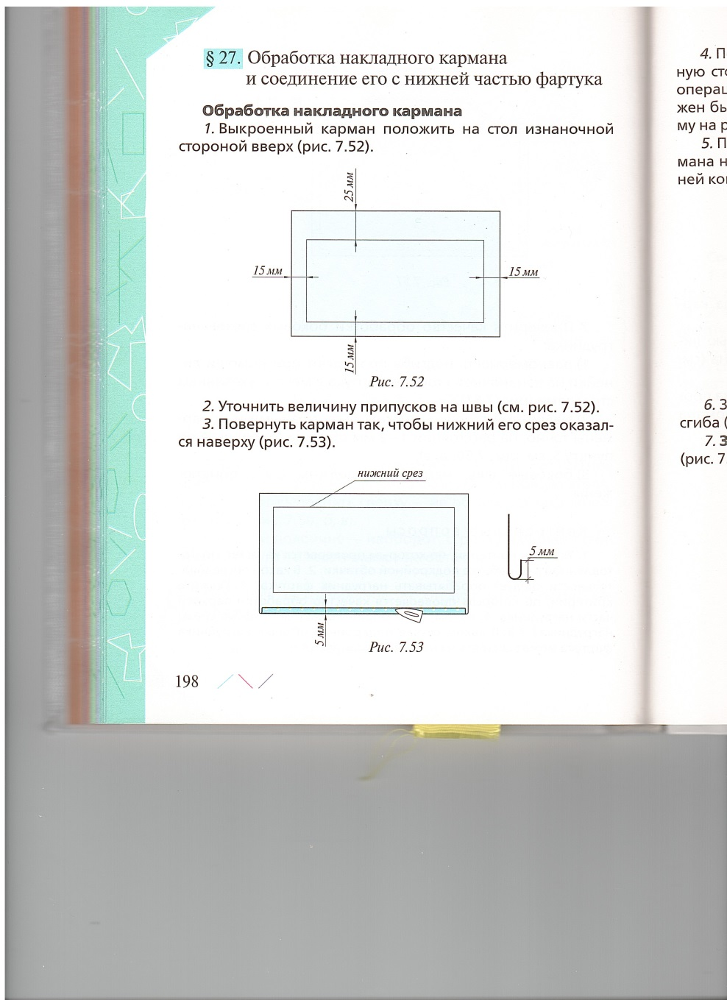 § 27. Обработка накладного кармана
и соединение его с нижней частью фартука
Обработка накладного кармана
1. Выкроенный карман положить на стол изнаночной
стороной вверх (рис. 7.52).
25 мм
15 мм
15 мм
15 мм
Рис. 7.52
2. Уточнить величину припусков на швы (см. рис. 7.52).
3. Повернуть карман так, чтобы нижний его срез оказал-
ся наверху (рис. 7.53).
нижний срез
5 мм
5 мм
Рис. 7.53
198
4. П
ную сто
операц
жен бы
му на р
5. П
мана н
ней ко
6. З
сгиба (
7. З
(рис. 7.